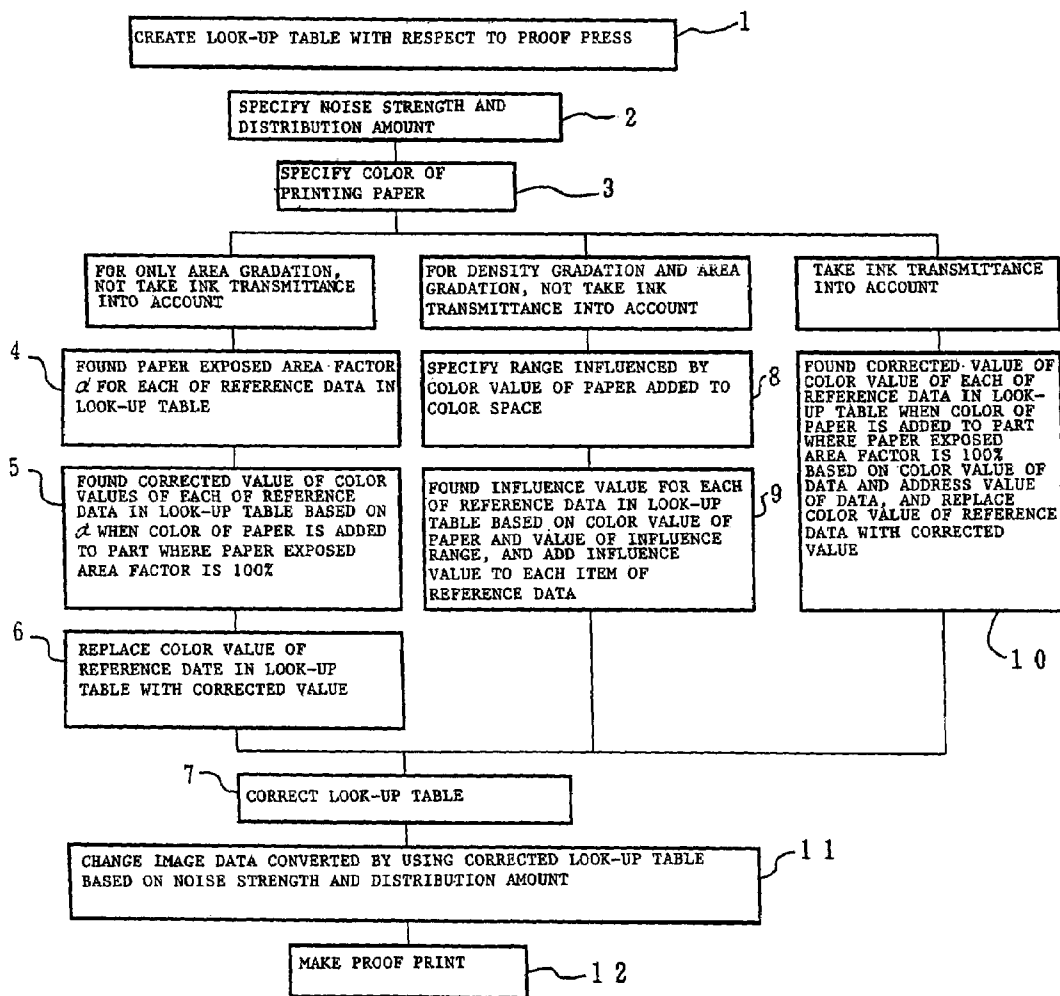 CREATE LOOK-UP TABLE WITH RESPECT TO PROOF PRESS
1
SPECIFY NOISE STRENGTH AND
DISTRIBUTION AMOUNT
2
SPECIFY COLOR OF
PRINTING PAPER
3
FOR ONLY AREA GRADATION,
NOT TAKE INK TRANSMITTANCE
INTO ACCOUNT
4
FOUND PAPER EXPOSED AREA FACTOR
α FOR EACH OF REFERENCE DATA IN
LOOK-UP TABLE
5
FOUND CORRECTED VALUE OF COLOR
VALUES OF EACH OF REFERENCE
DATA IN LOOK-UP TABLE BASED ON
α WHEN COLOR OF PAPER IS ADDED
TO PART WHERE PAPER EXPOSED
AREA FACTOR IS 100%
6
REPLACE COLOR VALUE OF
REFERENCE DATE IN LOOK-UP
TABLE WITH CORRECTED VALUE
FOR DENSITY GRADATION AND AREA
GRADATION, NOT TAKE INK
TRANSMITTANCE INTO ACCOUNT
SPECIFY RANGE INFLUENCED BY
COLOR VALUE OF PAPER ADDED TO
COLOR SPACE
8
FOUND INFLUENCE VALUE FOR EACH
OF REFERENCE DATA IN LOOK-UP
TABLE BASED ON COLOR VALUE OF
PAPER AND VALUE OF INFLUENCE
RANGE, AND ADD INFLUENCE
VALUE TO EACH ITEM OF
REFERENCE DATA
9
TAKE INK TRANSMITTANCE
INTO ACCOUNT
FOUND CORRECTED VALUE OF
COLOR VALUE OF EACH OF
REFERENCE DATA IN LOOK-
UP TABLE WHEN COLOR OF
PAPER IS ADDED TO PART
WHERE PAPER EXPOSED
AREA FACTOR IS 100%
BASED ON COLOR VALUE OF
DATA AND ADDRESS VALUE
OF DATA, AND REPLACE
COLOR VALUE OF REFERENCE
DATA WITH CORRECTED
VALUE
10
7
CORRECT LOOK-UP TABLE
CHANGE IMAGE DATA CONVERTED BY USING CORRECTED LOOK-UP TABLE
BASED ON NOISE STRENGTH AND DISTRIBUTION AMOUNT
11
MAKE PROOF PRINT
12